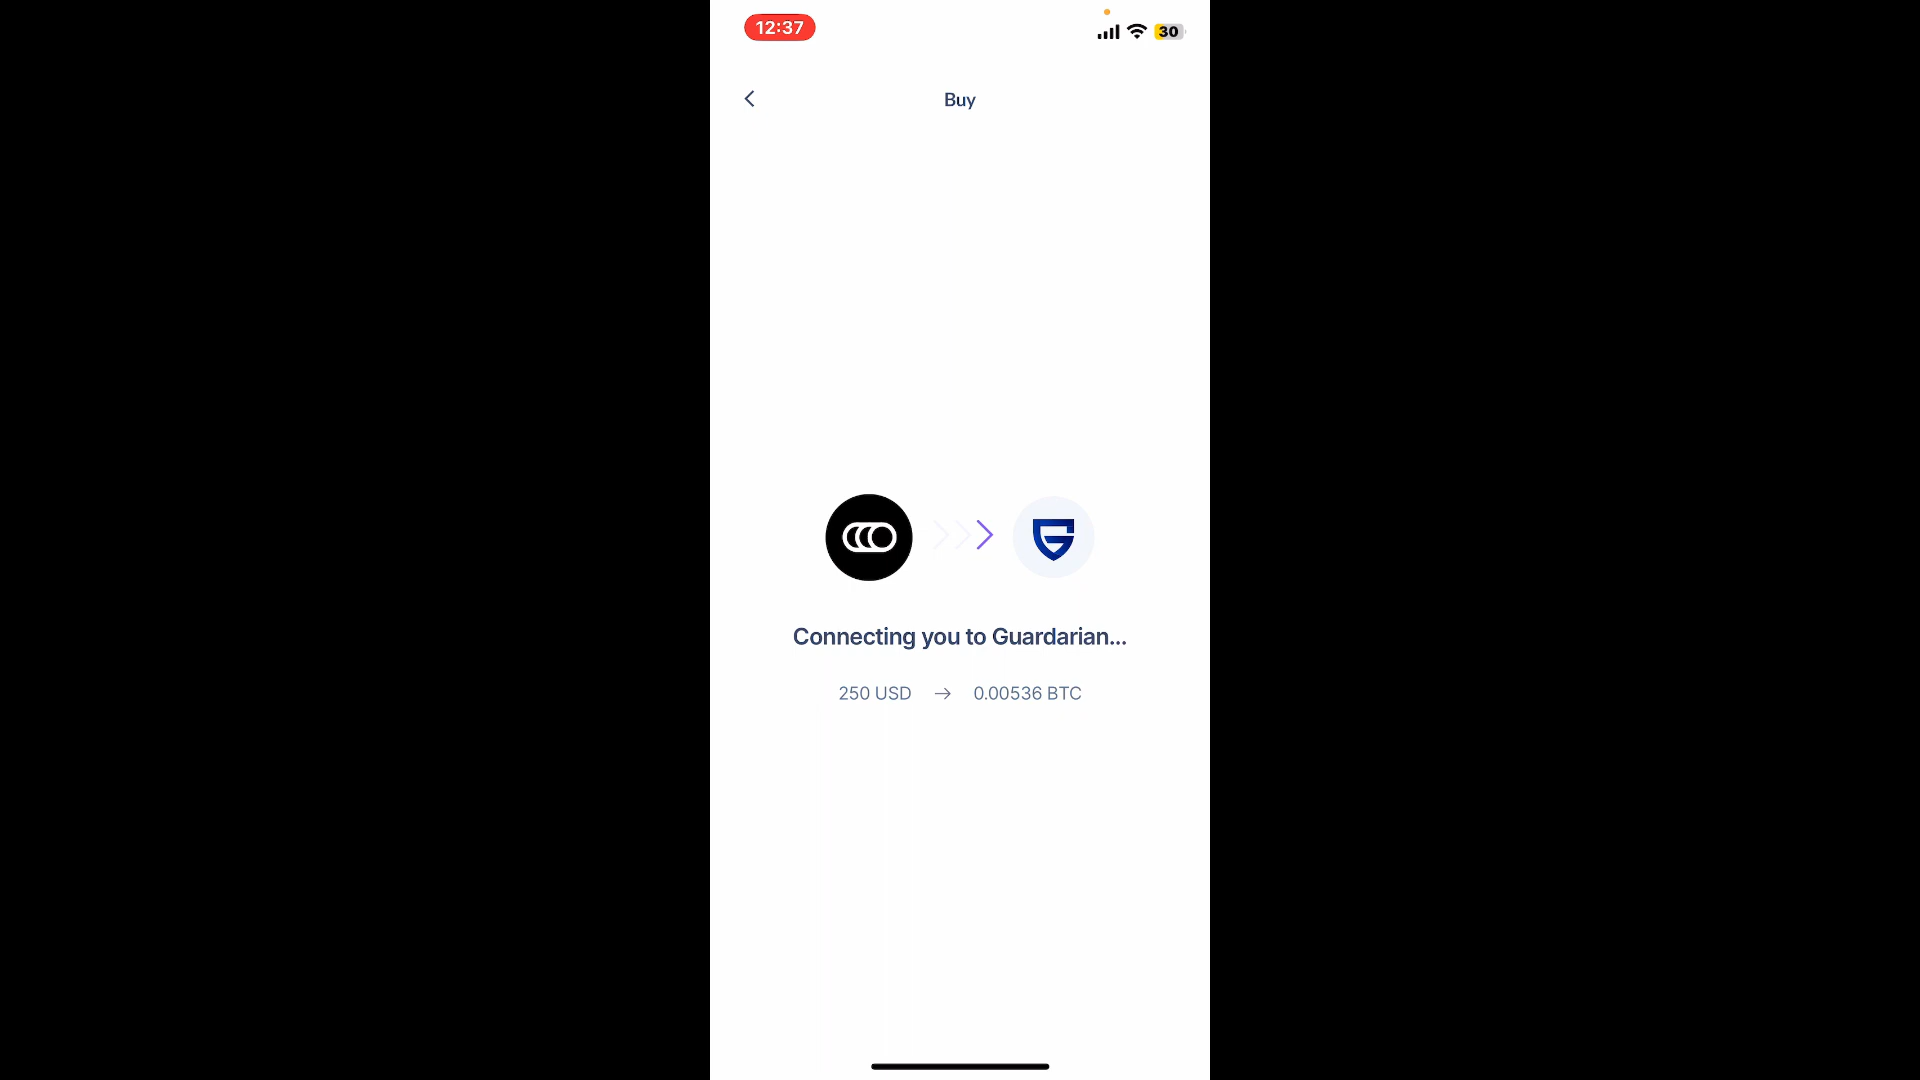 12:37
30
Buy
Connecting you to Guardarian...
250 USD → 0.00536 BTC